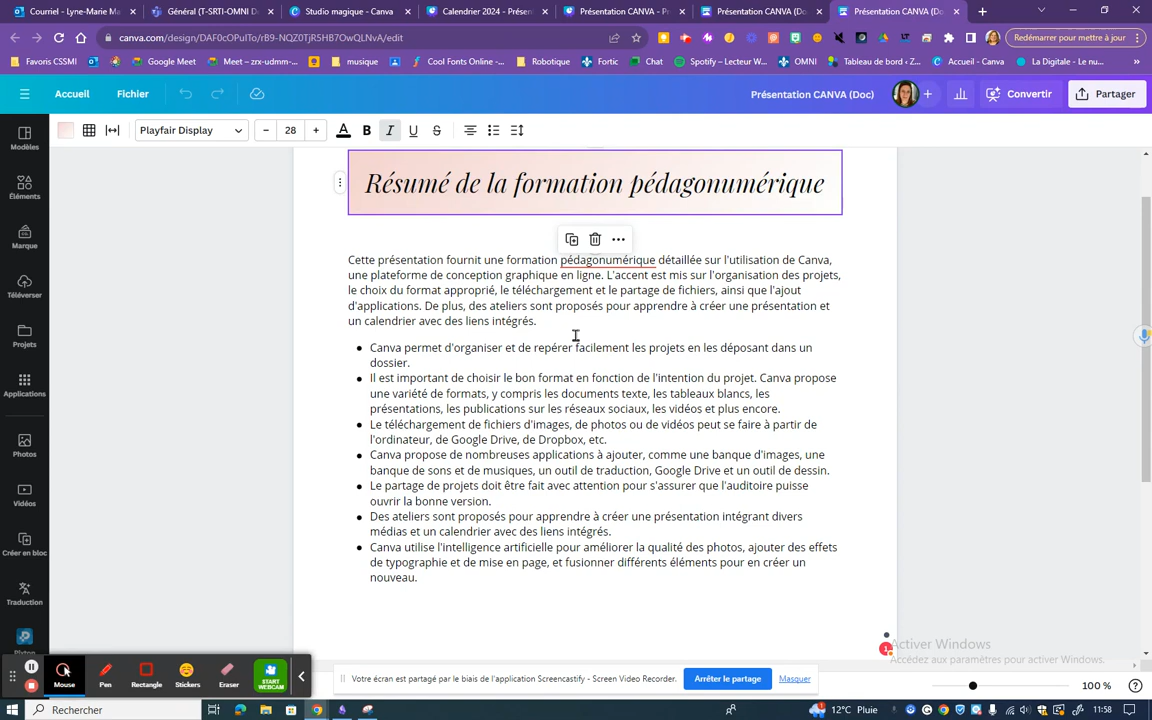 Courriel – Lyne-Marie Ma
Général (T-SRTI-OMNI D
Studio magique - Canva
Calendrier 2024 - Présen
Présentation CANVA - Pr
Présentation CANVA (Do
Présentation CANVA (Do
canva.com/design/DAF0cOPuITo/rB9-NQZ0TjR5HB7OwQLNvA/edit
Redémarrer pour mettre à jour
Favoris CSSMI
Google Meet
Meet – zrx-udmm-...
musique
Cool Fonts Online -...
Robotique
Fortic
Chat
Spotify – Lecteur W...
OMNI
Tableau de bord ‹ Z...
Accueil - Canva
La Digitale - Le nu...
Accueil
Fichier
Présentation CANVA (Doc)
Convertir
Partager
Playfair Display
28
Modèles
Éléments
Marque
Téléverser
Projets
Applications
Photos
Vidéos
Créer en bloc
Traduction
Résumé de la formation pédagonumérique
Cette présentation fournit une formation pédagonumérique détaillée sur l'utilisation de Canva,
une plateforme de conception graphique en ligne. L'accent est mis sur l'organisation des projets,
le choix du format approprié, le téléchargement et le partage de fichiers, ainsi que l'ajout
d'applications. De plus, des ateliers sont proposés pour apprendre à créer une présentation et
un calendrier avec des liens intégrés.
• Canva permet d'organiser et de repérer facilement les projets en les déposant dans un
dossier.
• Il est important de choisir le bon format en fonction de l'intention du projet. Canva propose
une variété de formats, y compris les documents texte, les tableaux blancs, les
présentations, les publications sur les réseaux sociaux, les vidéos et plus encore.
• Le téléchargement de fichiers d'images, de photos ou de vidéos peut se faire à partir de
l'ordinateur, de Google Drive, de Dropbox, etc.
• Canva propose de nombreuses applications à ajouter, comme une banque d'images, une
banque de sons et de musiques, un outil de traduction, Google Drive et un outil de dessin.
• Le partage de projets doit être fait avec attention pour s'assurer que l'auditoire puisse
ouvrir la bonne version.
• Des ateliers sont proposés pour apprendre à créer une présentation intégrant divers
médias et un calendrier avec des liens intégrés.
• Canva utilise l'intelligence artificielle pour améliorer la qualité des photos, ajouter des effets
de typographie et de mise en page, et fusionner différents éléments pour en créer un
nouveau.
Activer Windows
Accédez aux paramètres pour activer Windows.
Mouse
Pen
Rectangle
Stickers
Eraser
START WEBCAM
Votre écran est partagé par le biais de l'application Screencastify - Screen Video Recorder.
Arrêter le partage
Masquer
100 %
Rechercher
12°C Pluie
11:58